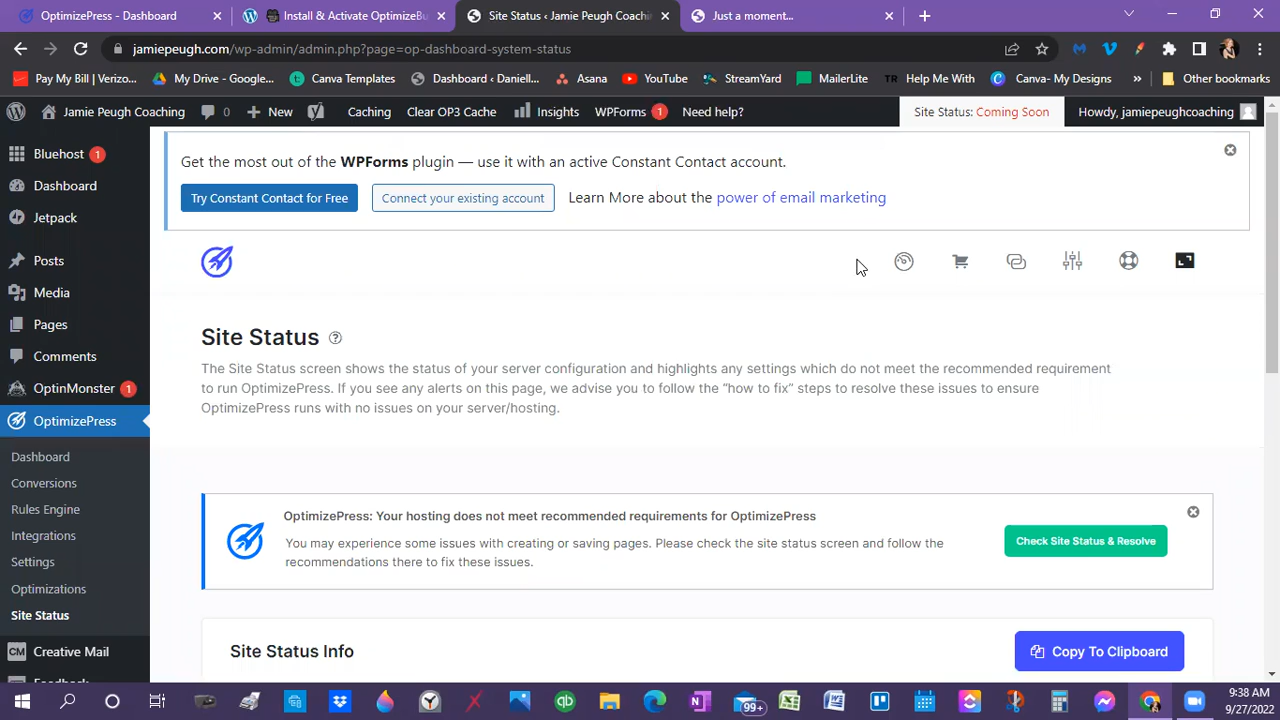 OptimizePress - Dashboard
Install & Activate OptimizeBu
Site Status ‹ Jamie Peugh Coachi
Just a moment...
jamiepeugh.com/wp-admin/admin.php?page=op-dashboard-system-status
Pay My Bill | Verizo...
My Drive - Google...
Canva Templates
Dashboard ‹ Daniell...
Asana
YouTube
StreamYard
MailerLite
TR Help Me With
Canva- My Designs
»
Other bookmarks
Jamie Peugh Coaching
0
New
Caching
Clear OP3 Cache
Insights
WPForms 1
Need help?
Site Status: Coming Soon
Howdy, jamiepeughcoaching
Bluehost 1
Dashboard
Jetpack
Posts
Media
Pages
Comments
OptinMonster 1
OptimizePress
Dashboard
Conversions
Rules Engine
Integrations
Settings
Optimizations
Site Status
CM Creative Mail
Get the most out of the WPForms plugin — use it with an active Constant Contact account.
Try Constant Contact for Free
Connect your existing account
Learn More about the power of email marketing
Site Status ?
The Site Status screen shows the status of your server configuration and highlights any settings which do not meet the recommended requirement
to run OptimizePress. If you see any alerts on this page, we advise you to follow the "how to fix" steps to resolve these issues to ensure
OptimizePress runs with no issues on your server/hosting.
OptimizePress: Your hosting does not meet recommended requirements for OptimizePress
You may experience some issues with creating or saving pages. Please check the site status screen and follow the
recommendations there to fix these issues.
Check Site Status & Resolve
Site Status Info
Copy To Clipboard
99+
9:38 AM
9/27/2022